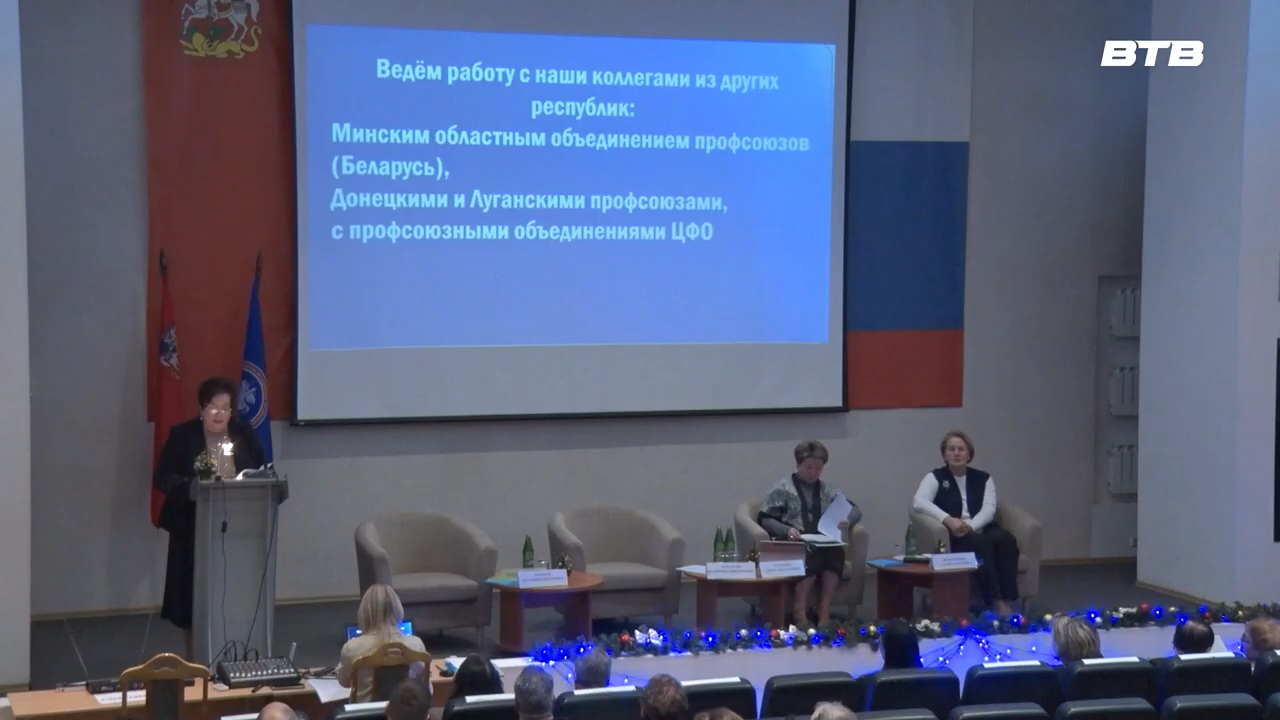 ВТВ
Ведём работу с наши коллегами из других
республик:
Минским областным объединением профсоюзов
(Беларусь),
Донецкими и Луганскими профсоюзами,
с профсоюзными объединениями ЦФО